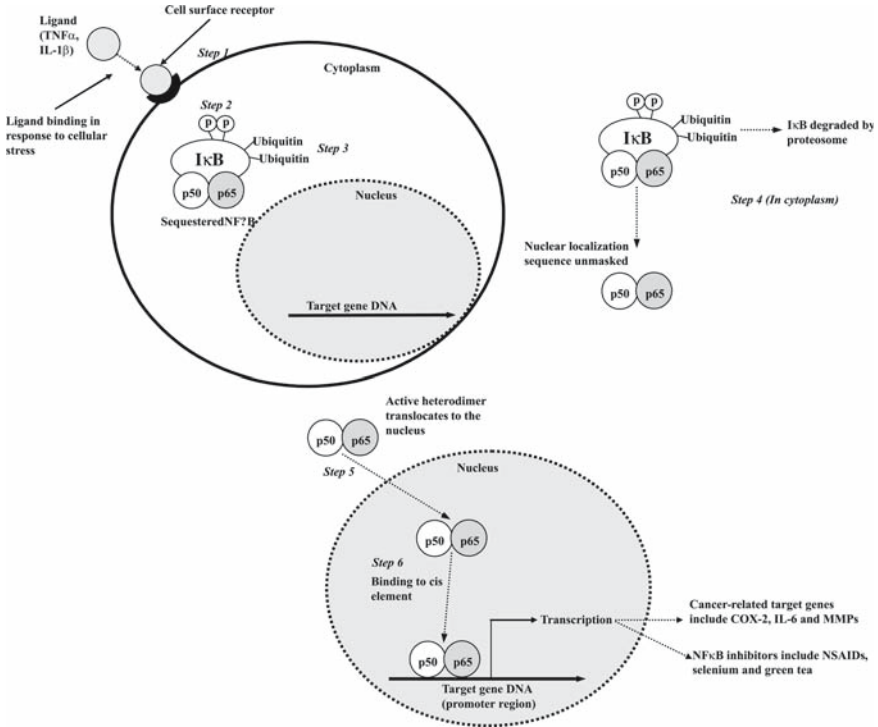 Ligand
(TNFα,
IL-1β)
Cell surface receptor
Step 1
Cytoplasm
Ligand binding in
response to cellular
stress
Step 2
P P
Ubiquitin
Ubiquitin
Step 3
IκB
p50 p65
SequesteredNF?B
Nucleus
Target gene DNA
P P
Ubiquitin
Ubiquitin
IκB
p50 p65
IκB degraded by
proteosome
Step 4 (In cytoplasm)
Nuclear localization
sequence unmasked
p50 p65
Active heterodimer
translocates to the
nucleus
p50 p65
Step 5
Nucleus
p50 p65
Step 6
Binding to cis
element
p50 p65
Transcription
Cancer-related target genes
include COX-2, IL-6 and MMPs
NFκB inhibitors include NSAIDs,
selenium and green tea
Target gene DNA
(promoter region)